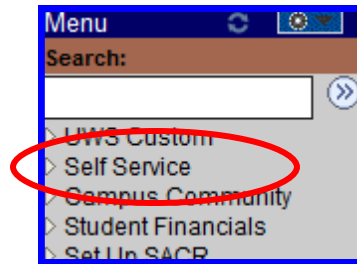 Menu
Search:
UWS Custom
Self Service
Campus Community
Student Financials
Set Up SACR